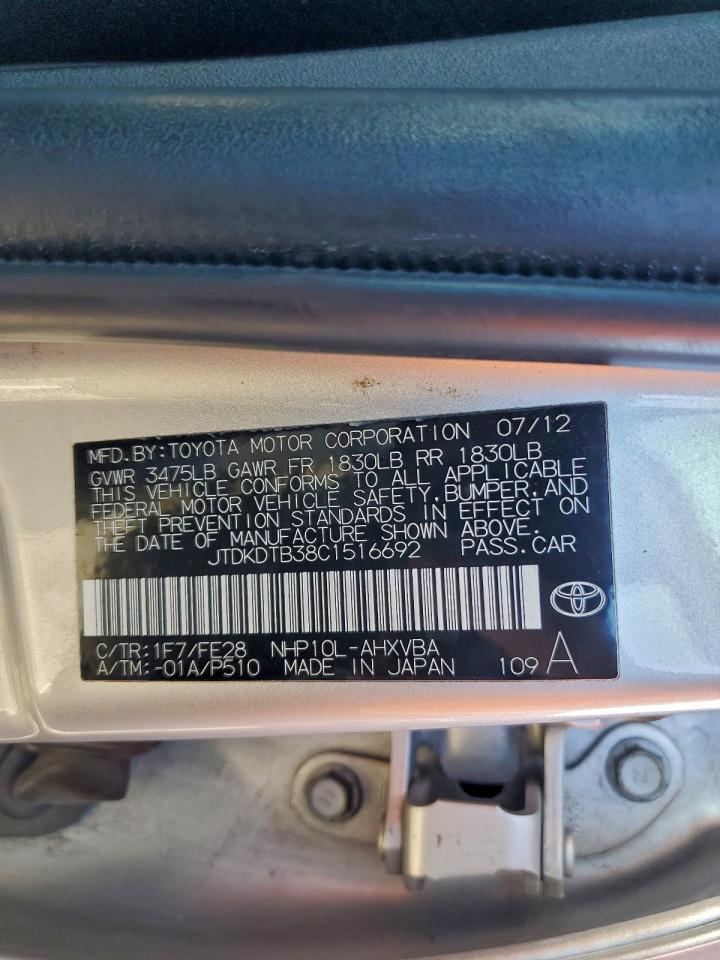 MFD.BY:TOYOTA MOTOR CORPORATION 07/12
GVWR 3475LB GAWR FR 1830LB RR 1830LB
THIS VEHICLE CONFORMS TO ALL APPLICABLE
FEDERAL MOTOR VEHICLE SAFETY,BUMPER,AND
THEFT PREVENTION STANDARDS IN EFFECT ON
THE DATE OF MANUFACTURE SHOWN ABOVE.
JTDKDTB38C1516692 PASS.CAR
C/TR:1F7/FE28 NHP10L-AHXVBA
A/TM:-01A/P510 MADE IN JAPAN 109 A